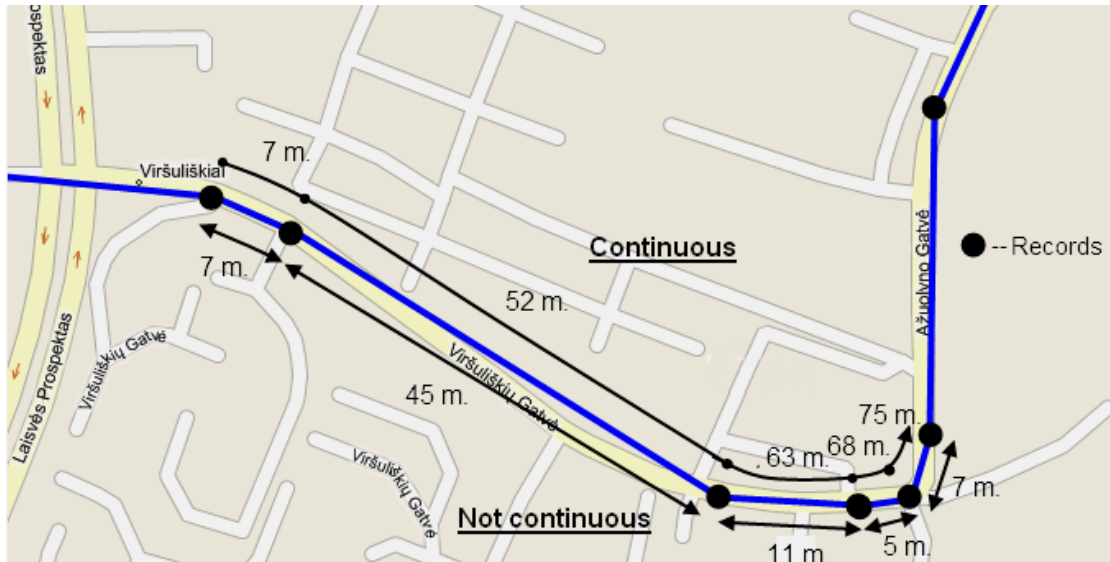 ospektas
Viršuliškiai
7 m.
7 m.
Continuous
-- Records
52 m.
Ažuolyno Gatvė
Laisvės Prospektas
Viršuliškių Gatvė
45 m.
Viršuliškių Gatvė
75 m.
68 m.
63 m.
Viršuliškių Gatvė
7 m.
Not continuous
11 m.
5 m.